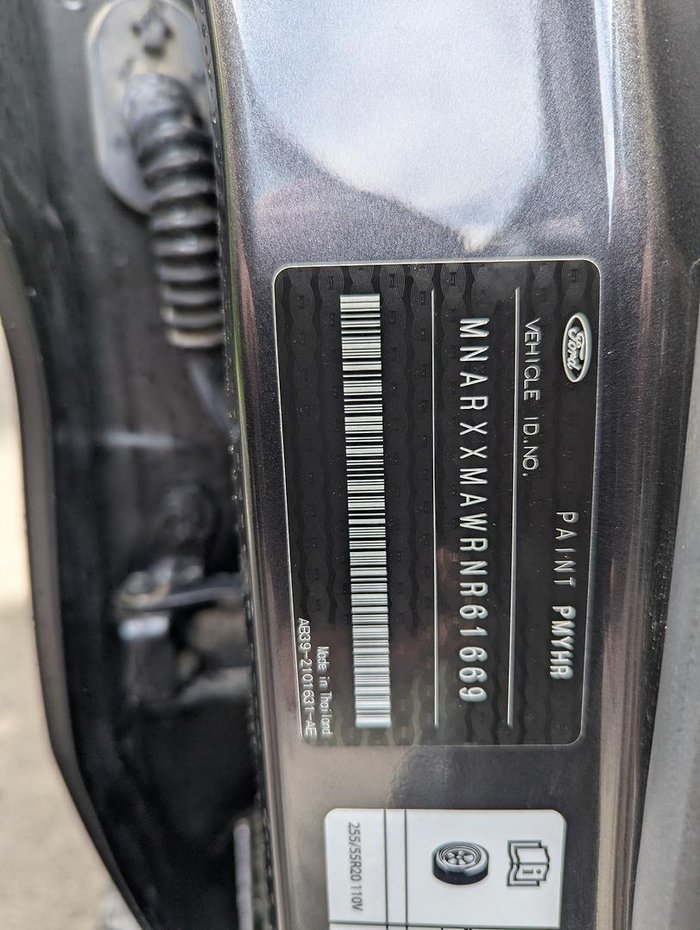 Ford
PAINT PMYHR
VEHICLE ID.NO.
MNARXXMAWRNR61669
Made in Thailand
AB39-2101631-AE
255/55R20 110V